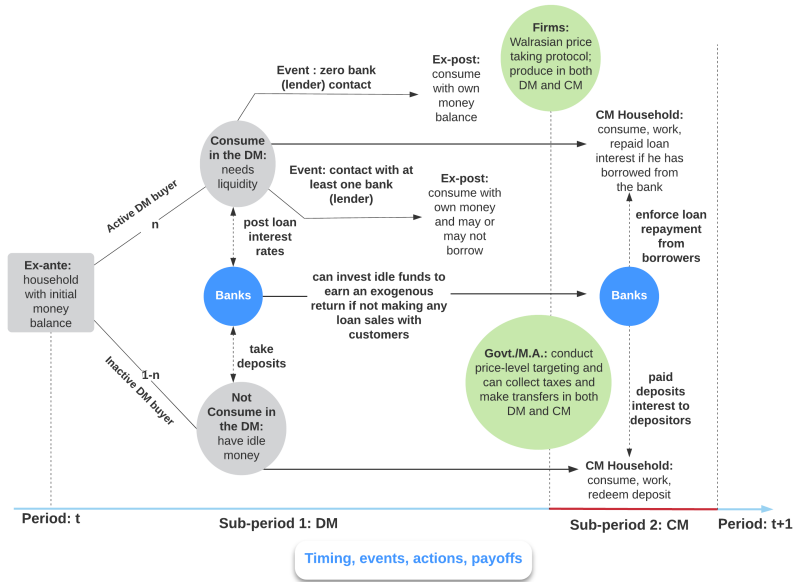 Firms:
Walrasian price
taking protocol;
produce in both
DM and CM
Event : zero bank
(lender) contact
Ex-post:
consume
with own
money
balance
CM Household:
consume, work,
repaid loan
interest if he has
borrowed from
the bank
Consume
in the DM:
needs
liquidity
Event: contact with at
least one bank
(lender)
Ex-post:
consume with
own money
and may or
may not
borrow
Active DM buyer
n
post loan
interest
rates
enforce loan
repayment
from
borrowers
Ex-ante:
household
with initial
money
balance
Banks
can invest idle funds to
earn an exogenous
return if not making any
loan sales with
customers
Banks
take
deposits
Govt./M.A.: conduct
price-level targeting and
can collect taxes and
make transfers in both
DM and CM
1-n
Inactive DM buyer
paid
deposits
interest to
depositors
Not
Consume in
the DM:
have idle
money
CM Household:
consume, work,
redeem deposit
Period: t
Sub-period 1: DM
Sub-period 2: CM
Period: t+1
Timing, events, actions, payoffs